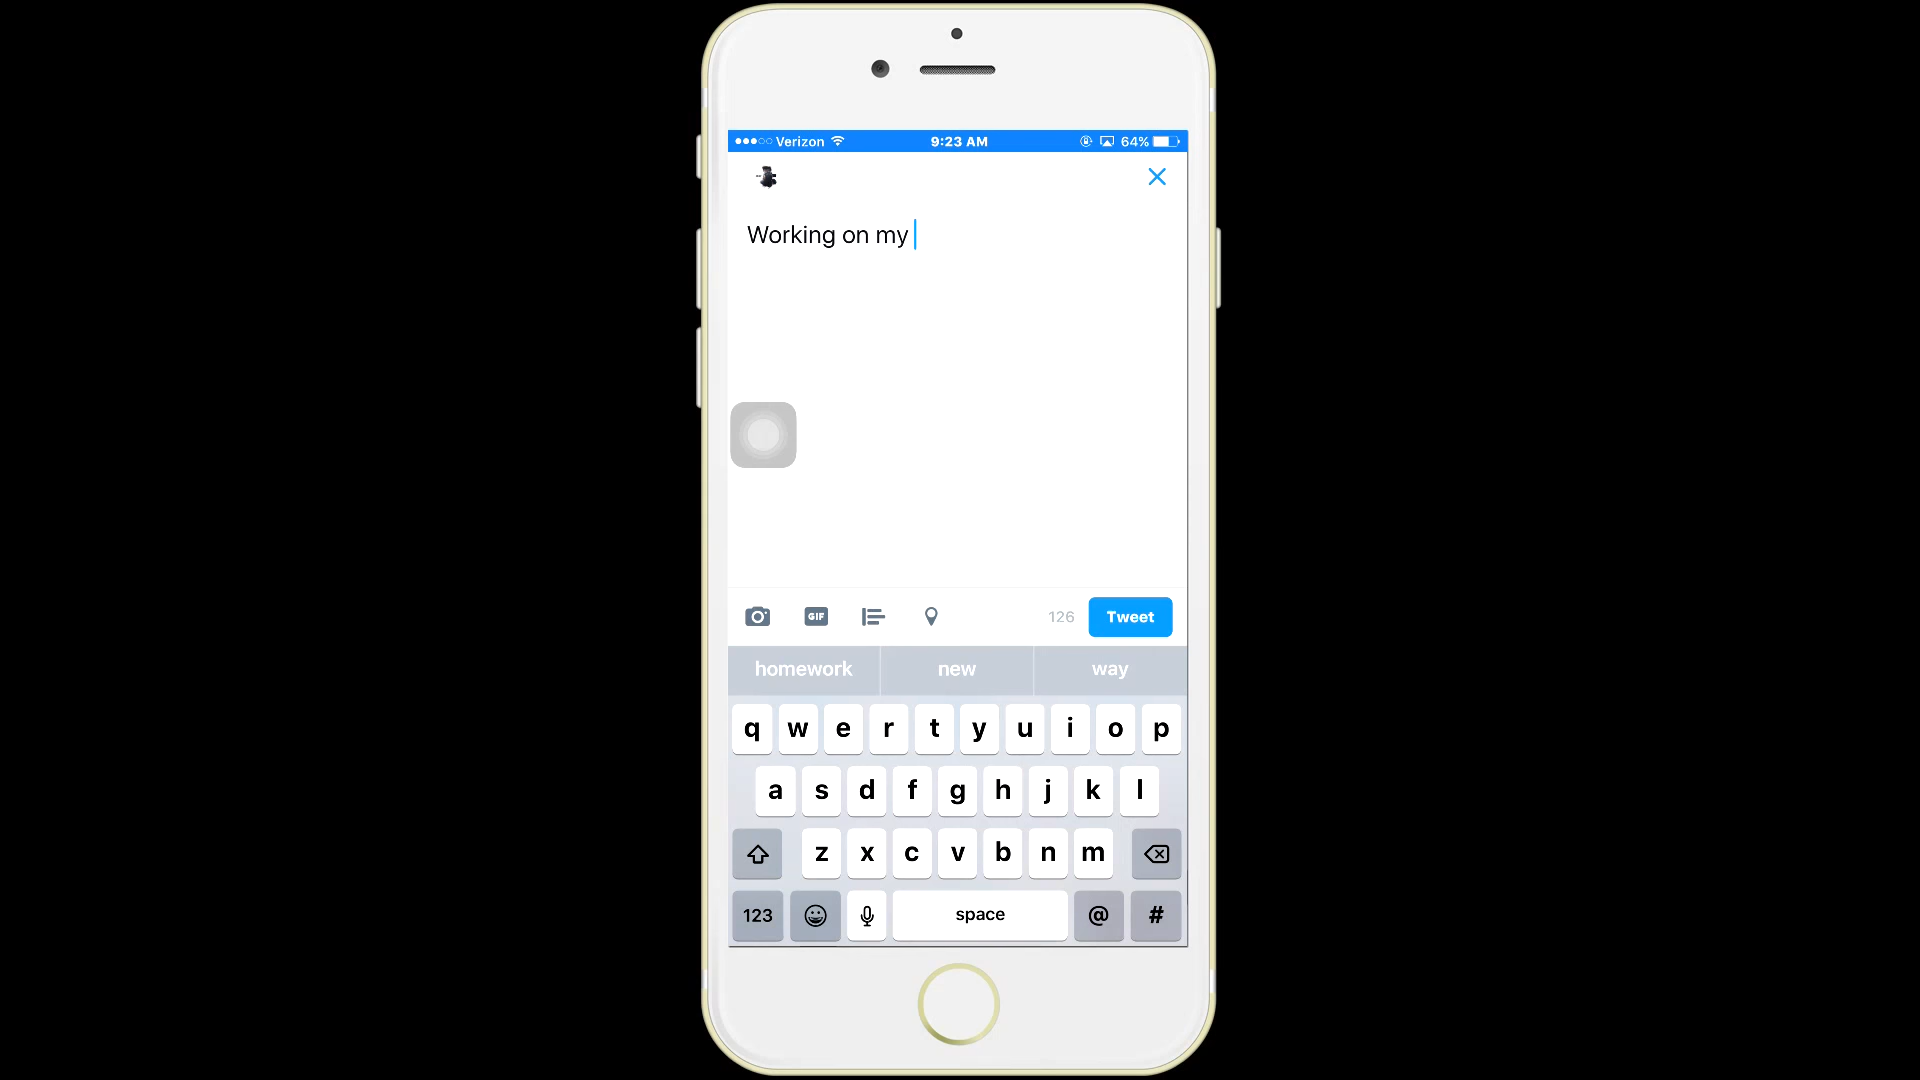 Verizon 9:23 AM 64%
Working on my
GIF 126 Tweet
homework new way
q w e r t y u i o p
a s d f g h j k l
z x c v b n m
123 space @ #